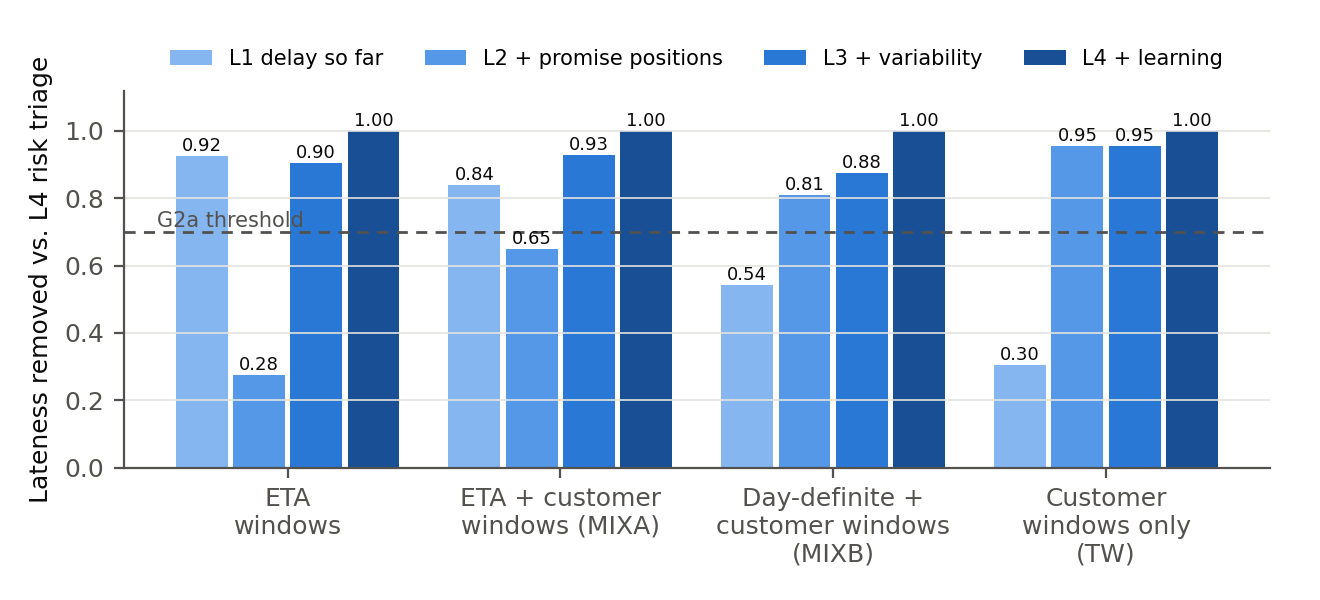 L1 delay so far
L2 + promise positions
L3 + variability
L4 + learning
Lateness removed vs. L4 risk triage
1.0
0.8
0.6
0.4
0.2
0.0
G2a threshold
0.92
0.28
0.90
1.00
0.84
0.65
0.93
1.00
0.54
0.81
0.88
1.00
0.30
0.95
0.95
1.00
ETA
windows
ETA + customer
windows (MIXA)
Day-definite +
customer windows
(MIXB)
Customer
windows only
(TW)